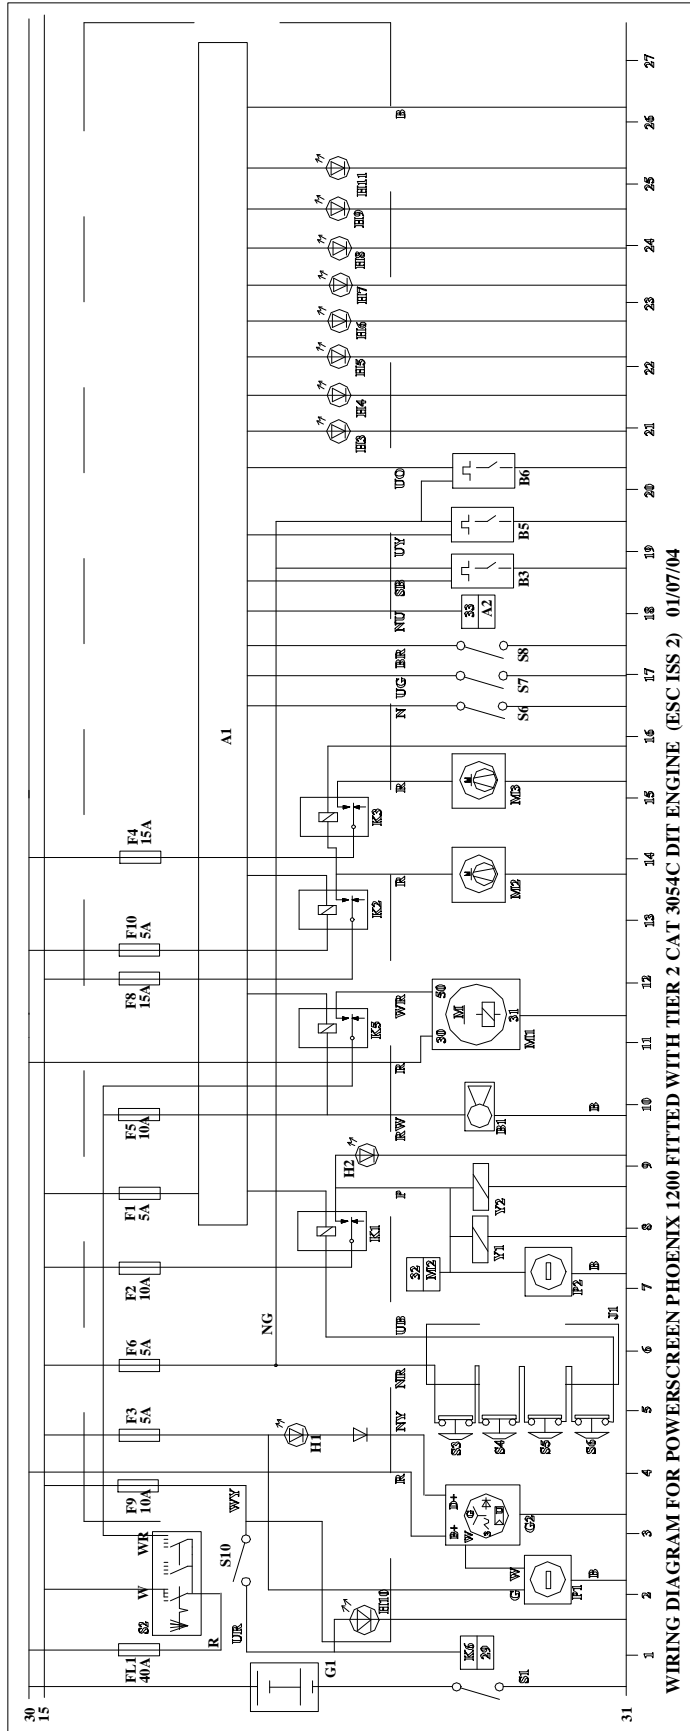 30
15
FL1
40A
F9
10A
F3
5A
F6
5A
F2
10A
F1
5A
F5
10A
F8
15A
F10
5A
F4
15A
S2
W
WR
R
UR
S10
WY
G1
H10
H1
NG
A1
K1
H2
K5
K2
K3
H3
H4
H5
H6
H7
H8
H9
H11
R
NY
NR
UB
P
RW
R
WR
R
R
N
UG
BR
NU
SB
UY
UO
B
S1
K6
29
G
W
P1
B
B+
D+
W
G
3
G2
S3
S4
S5
S6
J1
32
M2
P2
B
Y1
Y2
B1
B
30
50
M
31
M1
M
M2
M
M3
S6
S7
S8
33
A2
B3
B5
B6
31
1
2
3
4
5
6
7
8
9
10
11
12
13
14
15
16
17
18
19
20
21
22
23
24
25
26
27
WIRING DIAGRAM FOR POWERSCREEN PHOENIX 1200 FITTED WITH TIER 2 CAT 3054C DIT ENGINE (ESC ISS 2) 01/07/04